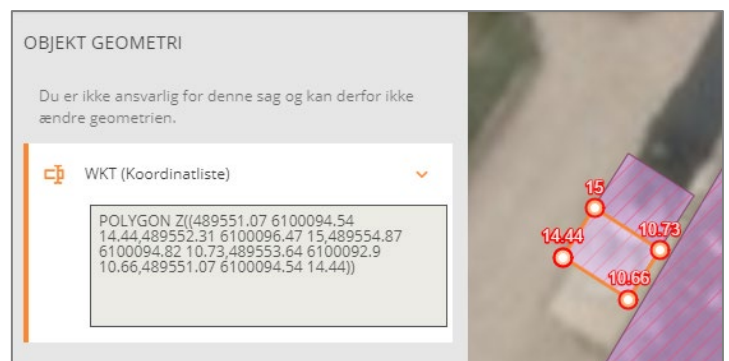 OBJEKT GEOMETRI
Du er ikke ansvarlig for denne sag og kan derfor ikke
ændre geometrien.
WKT (Koordinatliste)
POLYGON Z((489551.07 6100094.54
14.44,489552.31 6100096.47 15,489554.87
6100094.82 10.73,489553.64 6100092.9
10.66,489551.07 6100094.54 14.44))
15
10.73
14.44
10.66